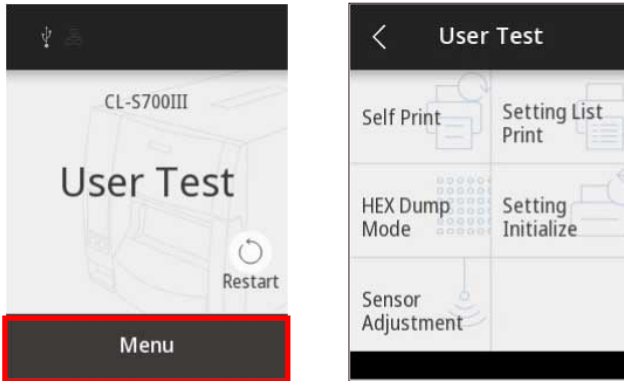 CL-S700III
User Test
Restart
Menu
User Test
Self Print
Setting List
Print
HEX Dump
Mode
Setting
Initialize
Sensor
Adjustment